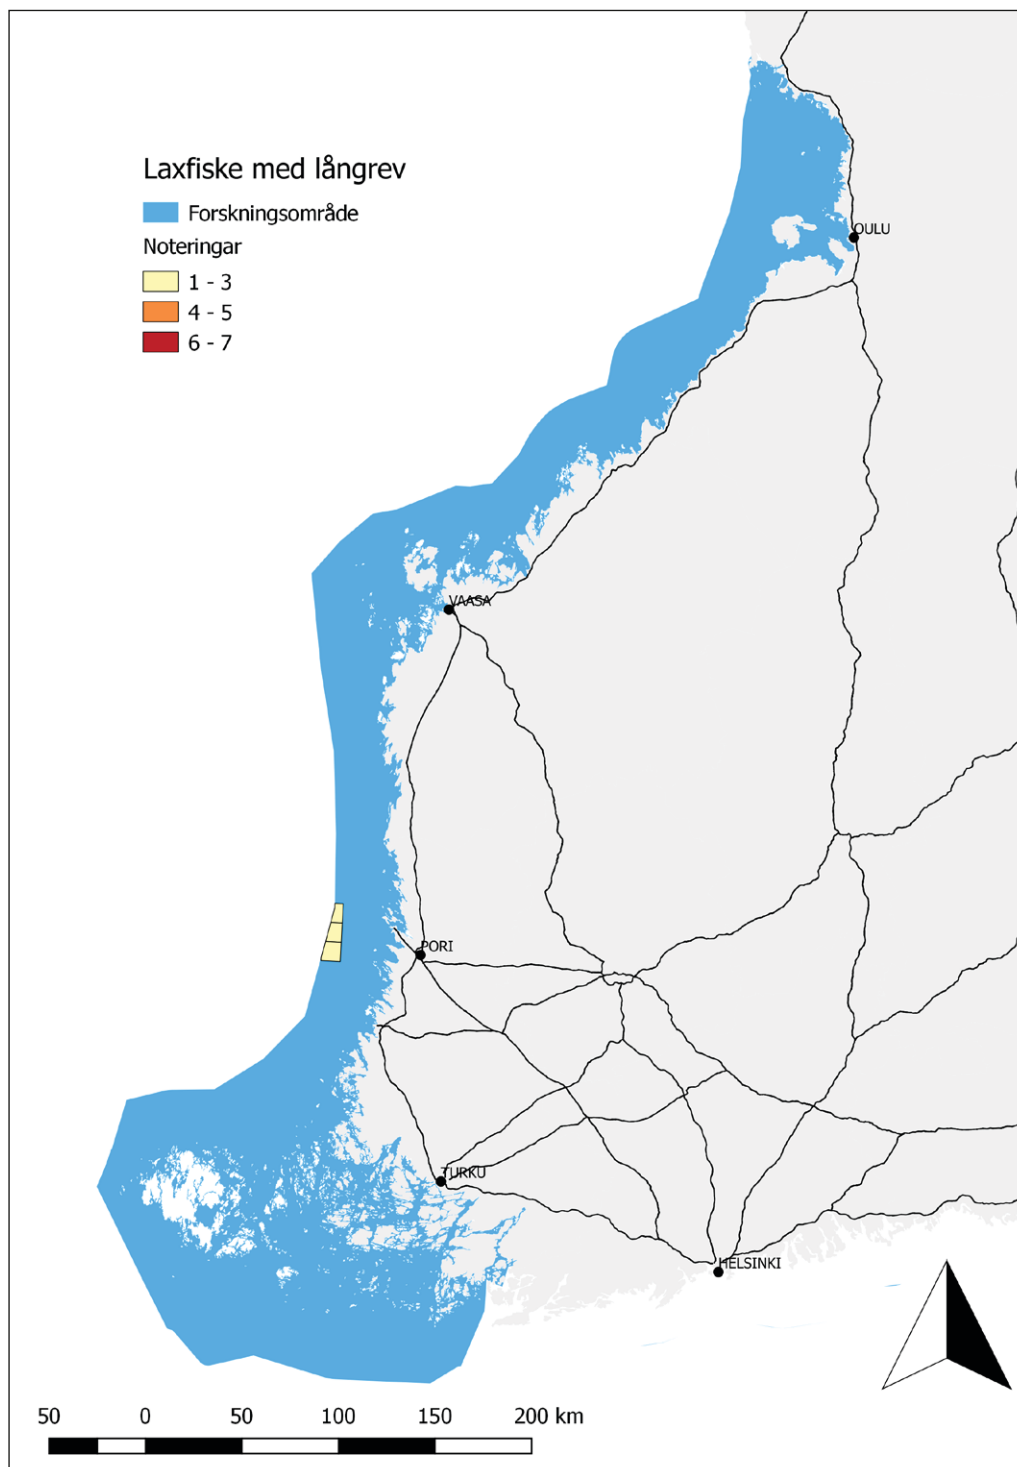 Laxfiske med långrev
Forskningsområde
Noteringar
1 - 3
4 - 5
6 - 7
OULU
VAASA
PORI
TURKU
HELSINKI
50 0 50 100 150 200 km